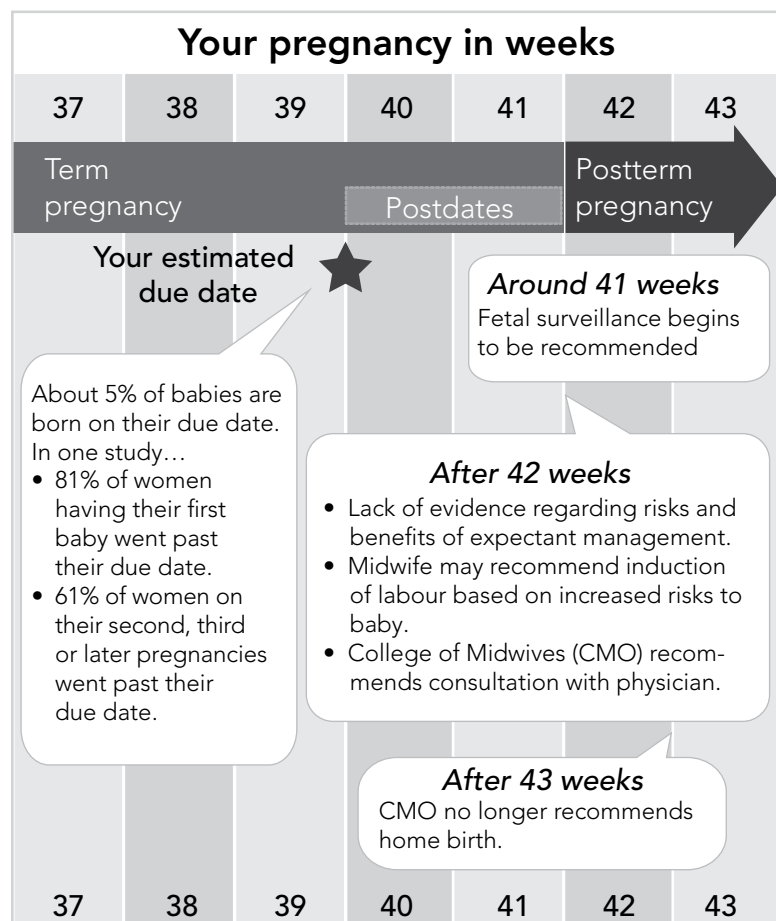 Your pregnancy in weeks
37 38 39 40 41 42 43
Term
pregnancy
Postdates
Postterm
pregnancy
Your estimated
due date
Around 41 weeks
Fetal surveillance begins
to be recommended
About 5% of babies are
born on their due date.
In one study…
• 81% of women
having their first
baby went past
their due date.
• 61% of women on
their second, third
or later pregnancies
went past their
due date.
After 42 weeks
• Lack of evidence regarding risks and
benefits of expectant management.
• Midwife may recommend induction
of labour based on increased risks to
baby.
• College of Midwives (CMO) recom-
mends consultation with physician.
After 43 weeks
CMO no longer recommends
home birth.
37 38 39 40 41 42 43